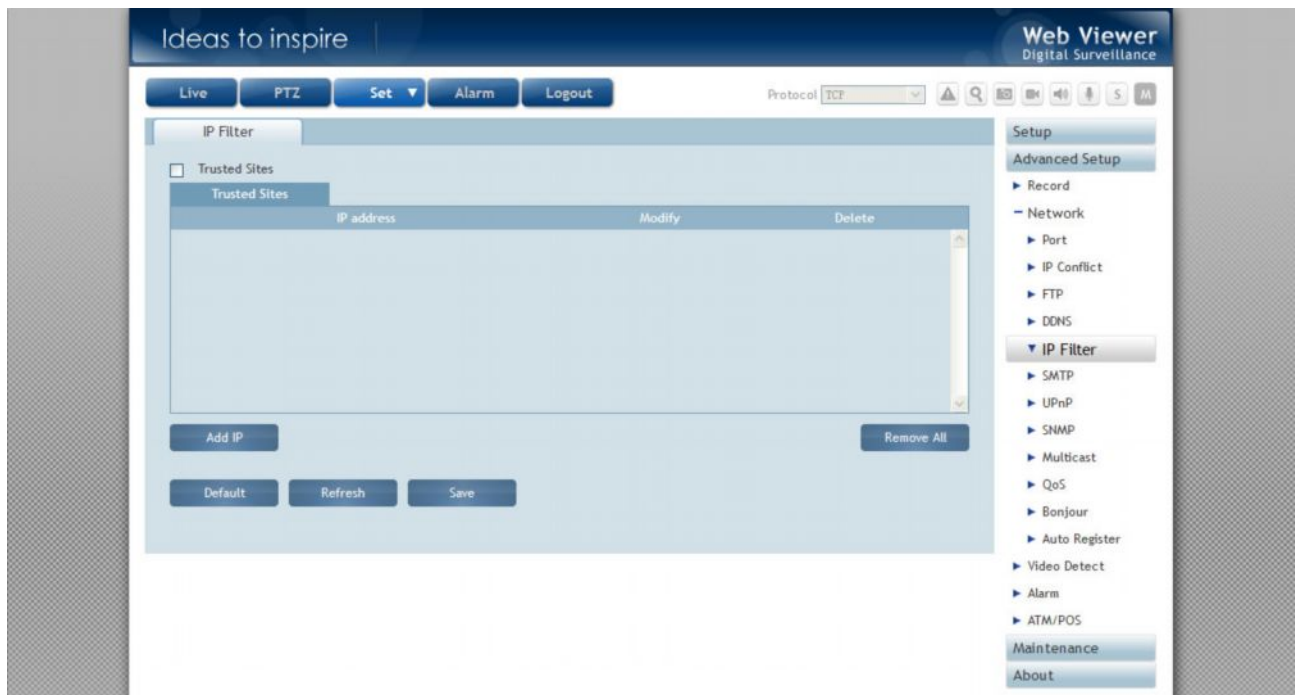 Ideas to inspire
Web Viewer
Digital Surveillance
Live PTZ Set Alarm Logout
Protocol TCP
S M
IP Filter
Trusted Sites
Trusted Sites
IP address Modify Delete
Add IP Remove All
Default Refresh Save
Setup
Advanced Setup
Record
Network
Port
IP Conflict
FTP
DDNS
IP Filter
SMTP
UPnP
SNMP
Multicast
QoS
Bonjour
Auto Register
Video Detect
Alarm
ATM/POS
Maintenance
About